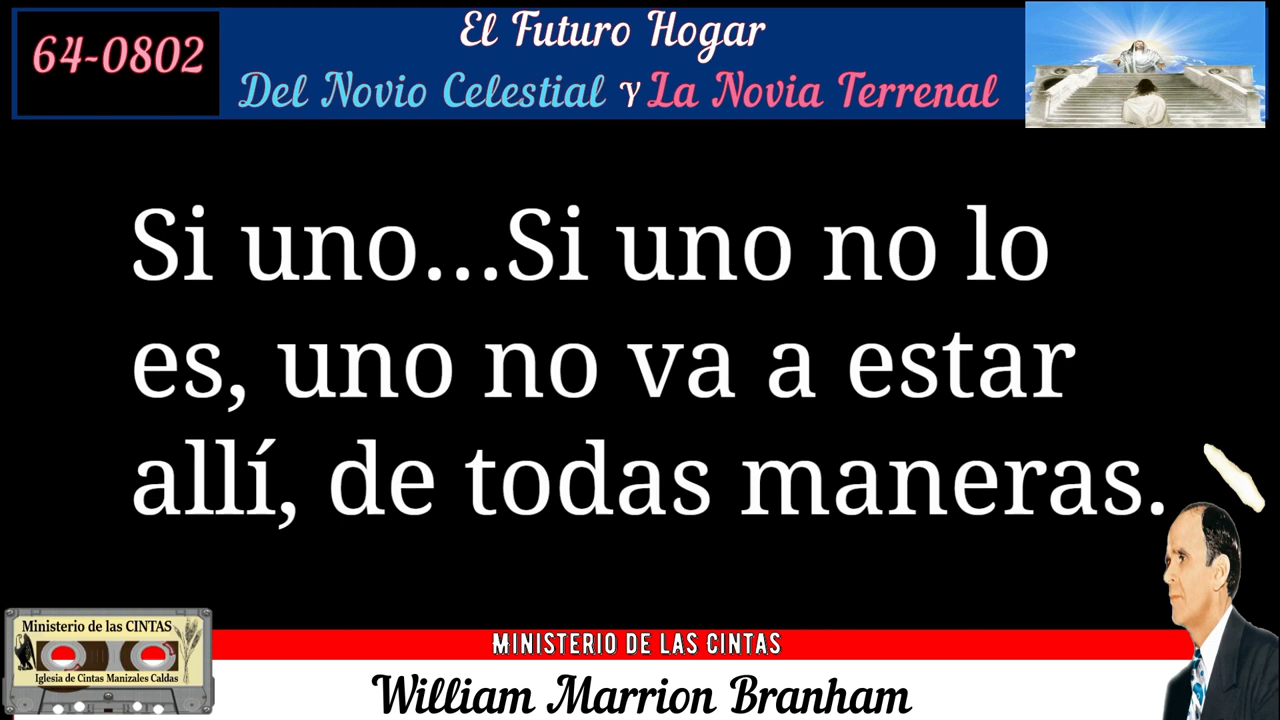 64-0802
El Futuro Hogar
Del Novio Celestial Y La Novia Terrenal
Si uno...Si uno no lo
es, uno no va a estar
allí, de todas maneras.
Ministerio de las CINTAS
Iglesia de Cintas Manizales Caldas
MINISTERIO DE LAS CINTAS
William Marrion Branham